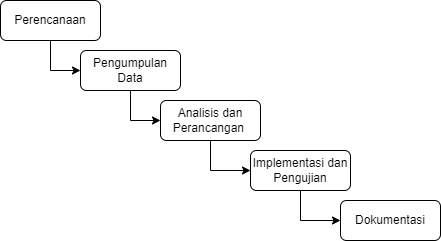 Perencanaan
Pengumpulan
Data
Analisis dan
Perancangan
Implementasi dan
Pengujian
Dokumentasi